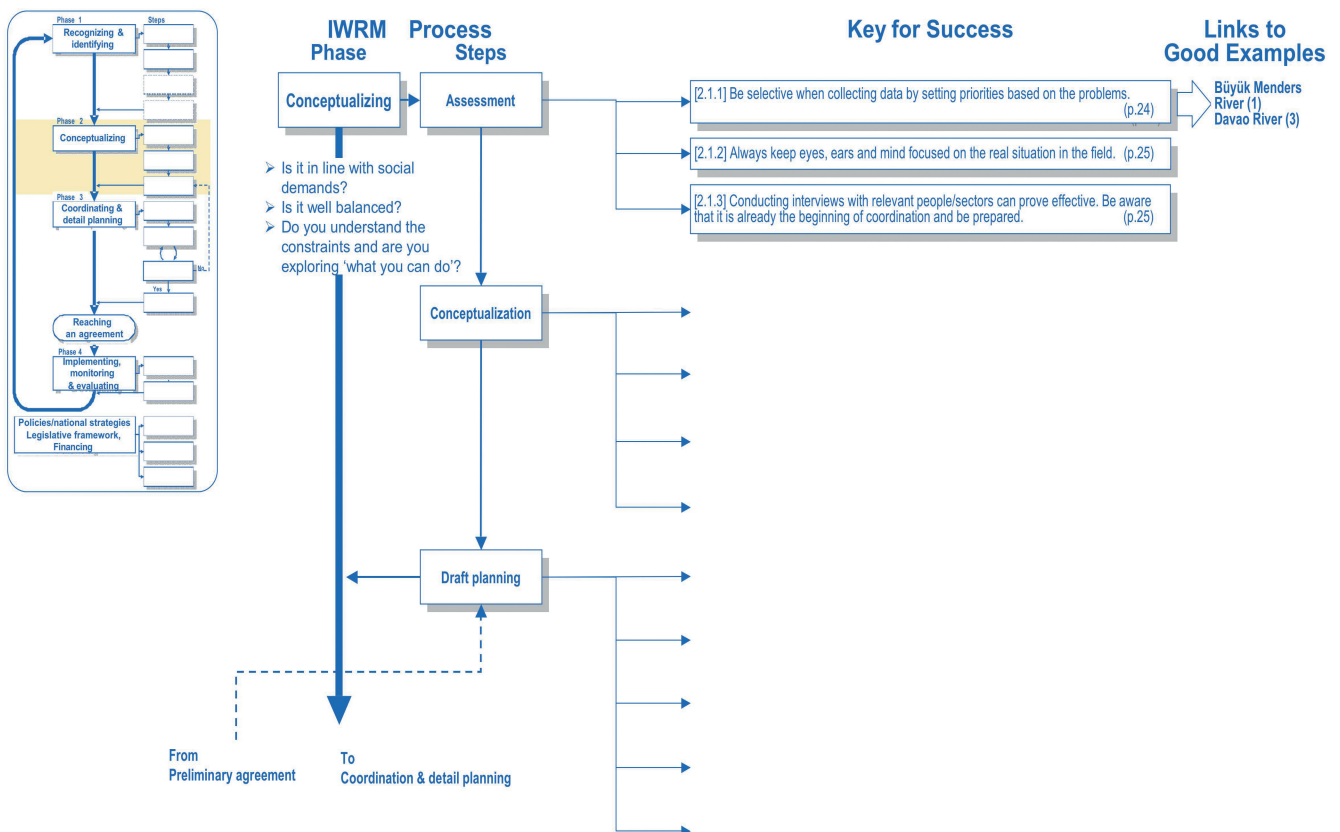 Phase 1
Steps
Recognizing &
identifying
Phase 2
Conceptualizing
Phase 3
Coordinating &
detail planning
No
Yes
Reaching
an agreement
Phase 4
Implementing,
monitoring
& evaluating
Policies/national strategies
Legislative framework,
Financing
IWRM Process
Phase Steps
Key for Success
Links to
Good Examples
Conceptualizing
Assessment
[2.1.1] Be selective when collecting data by setting priorities based on the problems.
(p.24)
Büyük Menders
River (1)
Davao River (3)
[2.1.2] Always keep eyes, ears and mind focused on the real situation in the field. (p.25)
[2.1.3] Conducting interviews with relevant people/sectors can prove effective. Be aware
that it is already the beginning of coordination and be prepared. (p.25)
➢ Is it in line with social
demands?
➢ Is it well balanced?
➢ Do you understand the
constraints and are you
exploring ‘what you can do’?
Conceptualization
Draft planning
From
Preliminary agreement
To
Coordination & detail planning